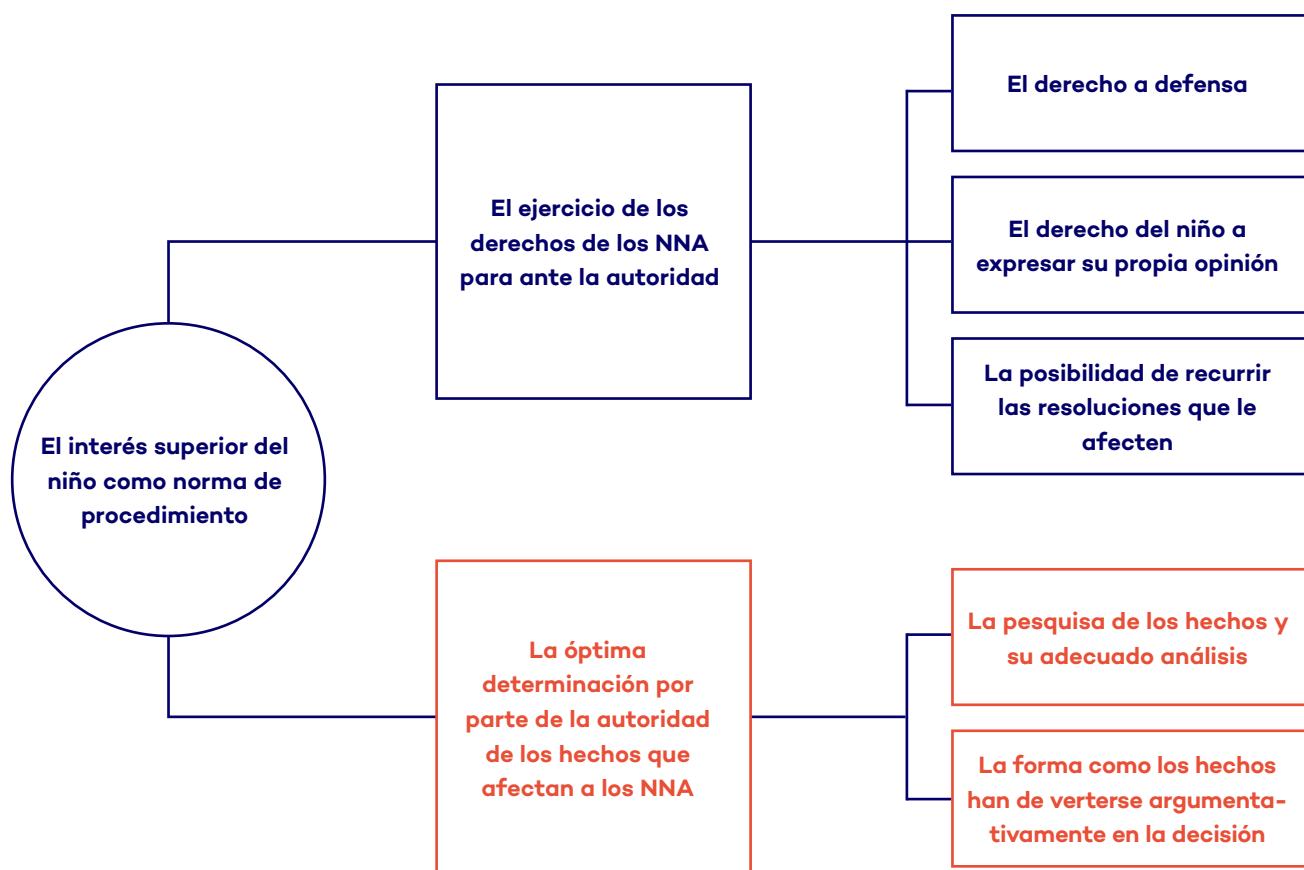 El interés superior del
niño como norma de
procedimiento
El ejercicio de los
derechos de los NNA
para ante la autoridad
El derecho a defensa
El derecho del niño a
expresar su propia opinión
La posibilidad de recurrir
las resoluciones que le
afecten
La óptima
determinación por
parte de la autoridad
de los hechos que
afectan a los NNA
La pesquisa de los hechos y
su adecuado análisis
La forma como los hechos
han de verterse argumenta-
tivamente en la decisión